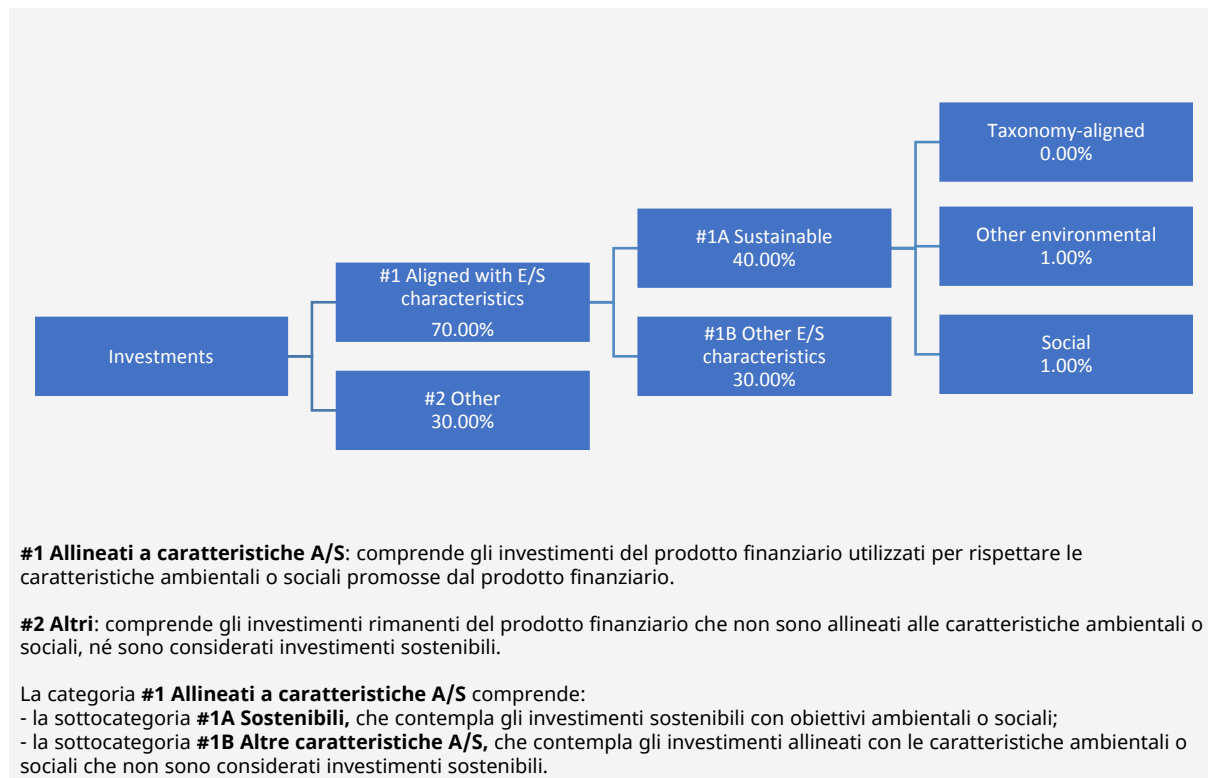 Taxonomy-aligned
0.00%
#1A Sustainable
40.00%
Other environmental
1.00%
#1 Aligned with E/S
characteristics
70.00%
Investments
#1B Other E/S
characteristics
30.00%
Social
1.00%
#2 Other
30.00%
#1 Allineati a caratteristiche A/S: comprende gli investimenti del prodotto finanziario utilizzati per rispettare le
caratteristiche ambientali o sociali promosse dal prodotto finanziario.
#2 Altri: comprende gli investimenti rimanenti del prodotto finanziario che non sono allineati alle caratteristiche ambientali o
sociali, né sono considerati investimenti sostenibili.
La categoria #1 Allineati a caratteristiche A/S comprende:
- la sottocategoria #1A Sostenibili, che contempla gli investimenti sostenibili con obiettivi ambientali o sociali;
- la sottocategoria #1B Altre caratteristiche A/S, che contempla gli investimenti allineati con le caratteristiche ambientali o
sociali che non sono considerati investimenti sostenibili.